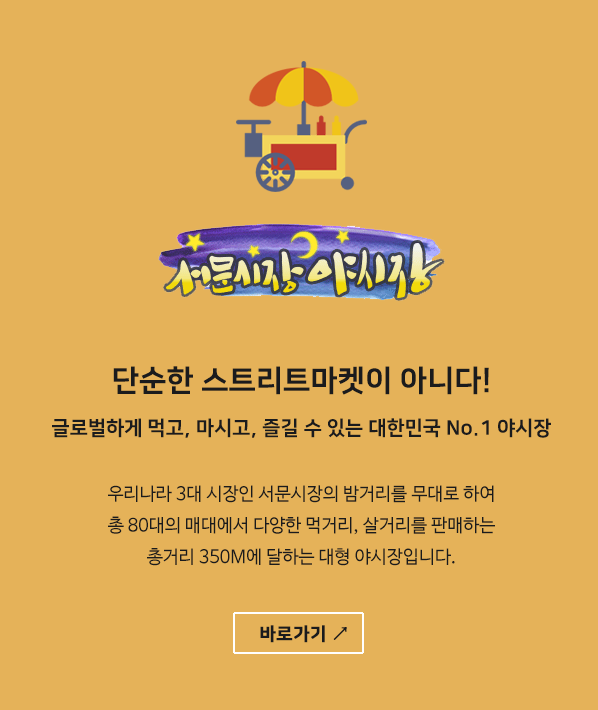 서문시장 야시장
단순한 스트리트마켓이 아니다!
글로벌하게 먹고, 마시고, 즐길 수 있는 대한민국 No.1 야시장
우리나라 3대 시장인 서문시장의 밤거리를 무대로 하여
총 80대의 매대에서 다양한 먹거리, 살거리를 판매하는
총거리 350M에 달하는 대형 야시장입니다.
바로가기 ↗